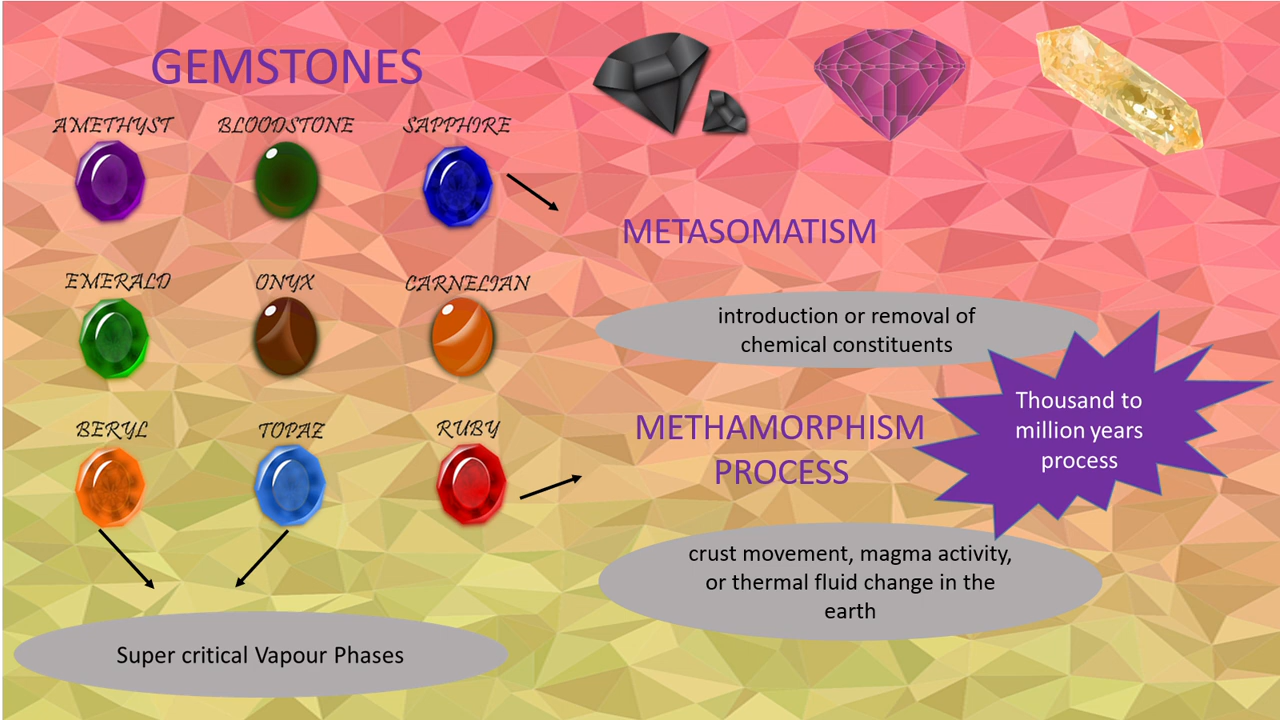 GEMSTONES
AMETHYST
BLOODSTONE
SAPPHIRE
METASOMATISM
EMERALD
ONYX
CARNELIAN
introduction or removal of
chemical constituents
Thousand to
million years
process
BERYL
TOPAZ
RUBY
METHAMORPHISM
PROCESS
crust movement, magma activity,
or thermal fluid change in the
earth
Super critical Vapour Phases